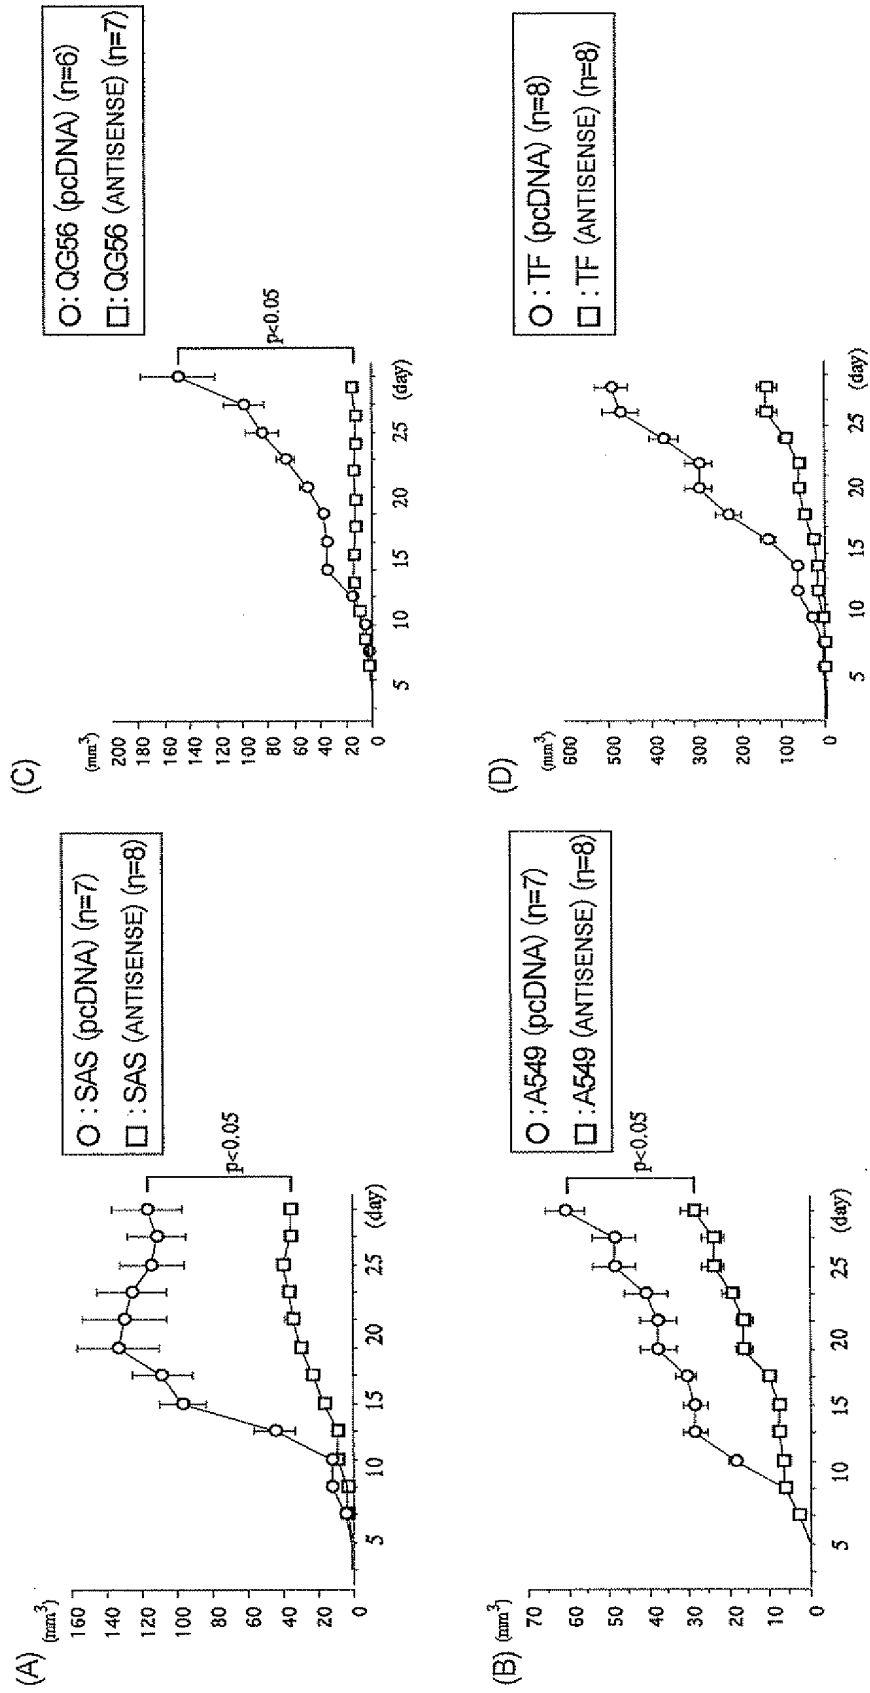 (A)
(mm³)
160
140
120
100
80
60
40
20
0
5
10
15
20
25
(day)
p<0.05
○ : SAS (pcDNA) (n=7)
□ : SAS (ANTISENSE) (n=8)
(B)
(mm³)
70
60
50
40
30
20
10
0
5
10
15
20
25
(day)
p<0.05
○ : A549 (pcDNA) (n=7)
□ : A549 (ANTISENSE) (n=8)
(C)
(mm³)
200
180
160
140
120
100
80
60
40
20
0
5
10
15
20
25
(day)
p<0.05
○ : QG56 (pcDNA) (n=6)
□ : QG56 (ANTISENSE) (n=7)
(D)
(mm³)
600
500
400
300
200
100
0
5
10
15
20
25
(day)
○ : TF (pcDNA) (n=8)
□ : TF (ANTISENSE) (n=8)